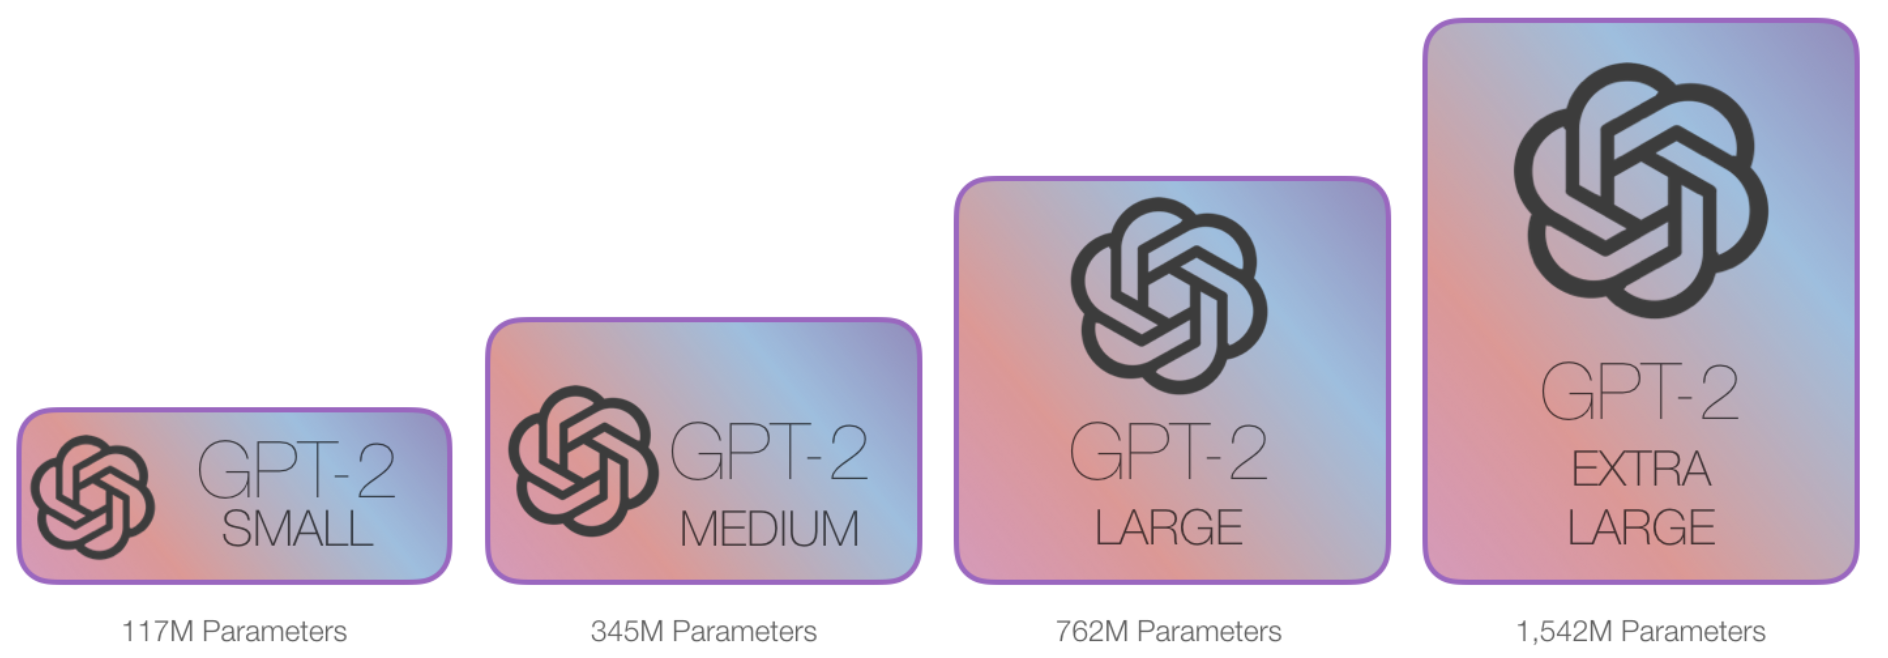 GPT-2
SMALL
117M Parameters
GPT-2
MEDIUM
345M Parameters
GPT-2
LARGE
762M Parameters
GPT-2
EXTRA
LARGE
1,542M Parameters